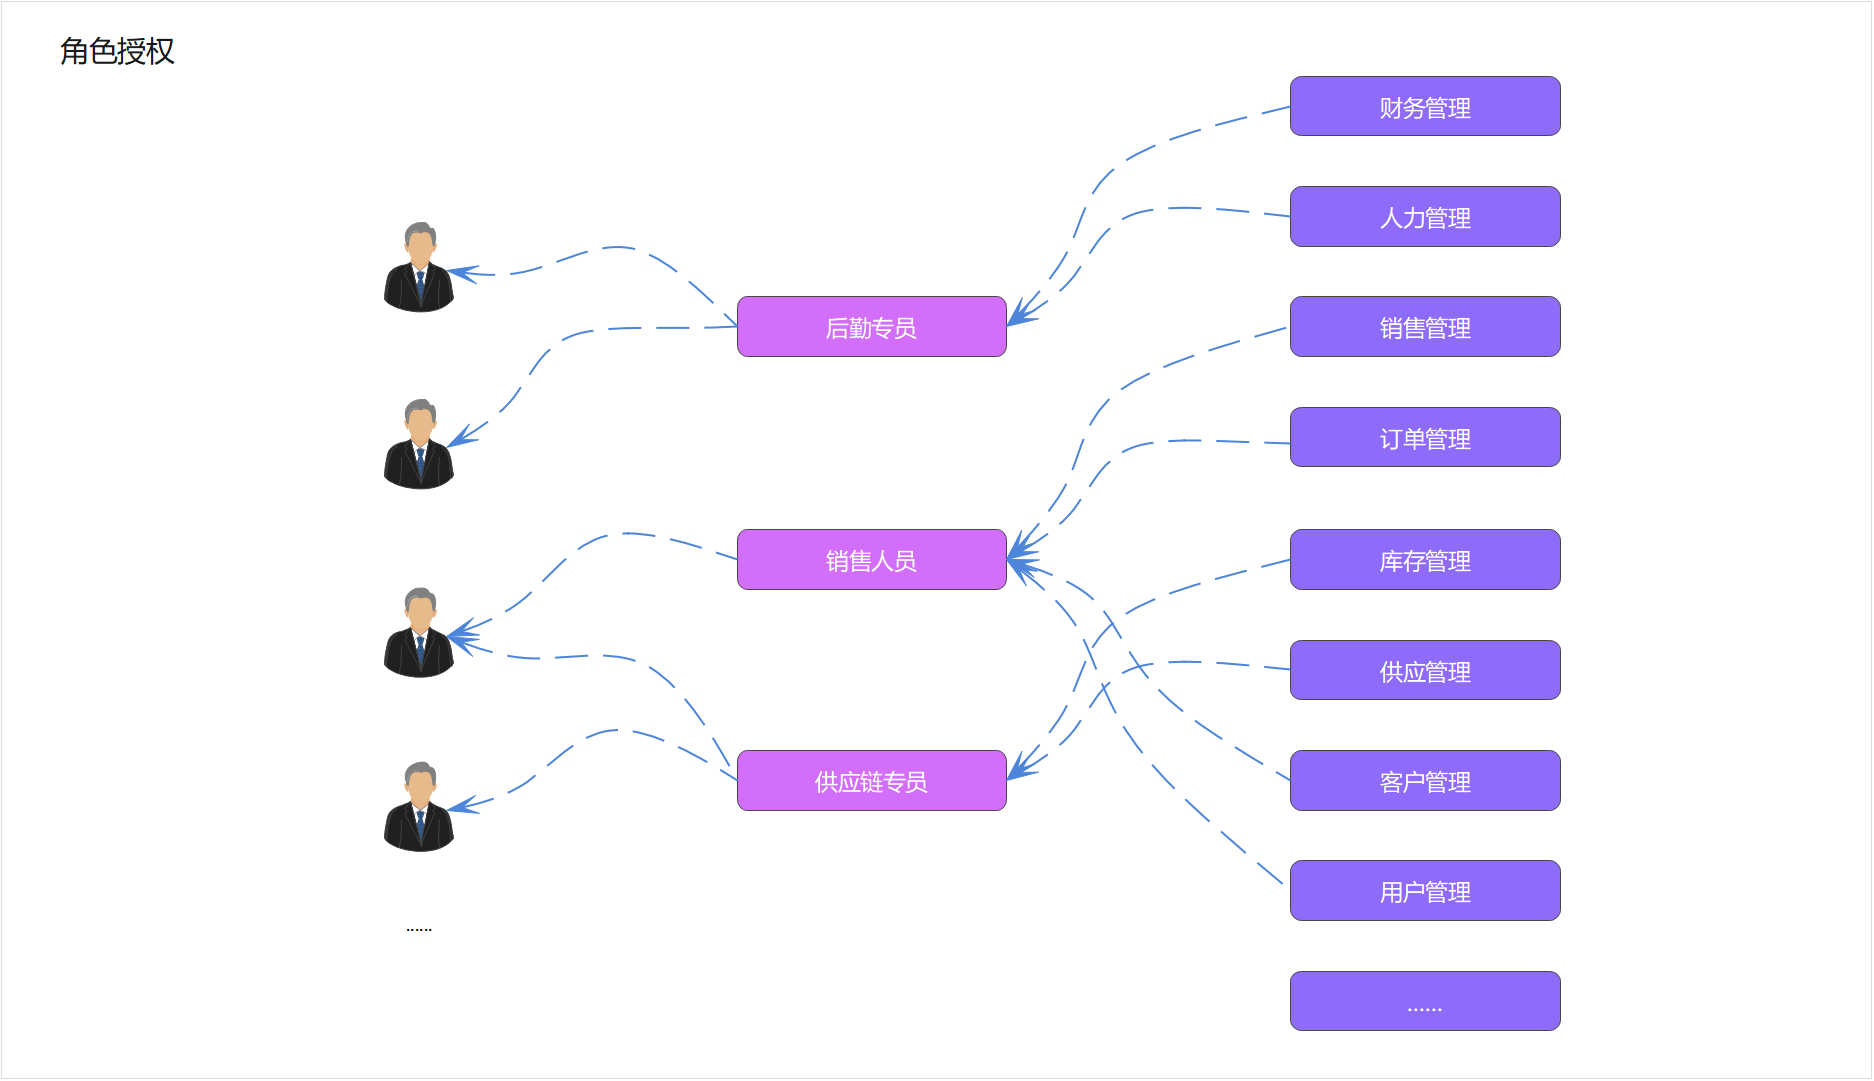 角色授权
财务管理
人力管理
后勤专员
销售管理
订单管理
销售人员
库存管理
供应管理
供应链专员
客户管理
用户管理
......
......